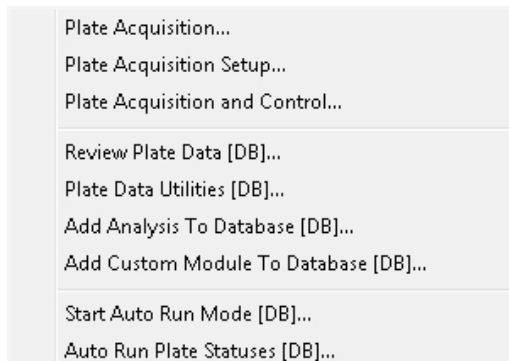 Plate Acquisition...
Plate Acquisition Setup...
Plate Acquisition and Control...
Review Plate Data [DB]...
Plate Data Utilities [DB]...
Add Analysis To Database [DB]...
Add Custom Module To Database [DB]...
Start Auto Run Mode [DB]...
Auto Run Plate Statuses [DB]...